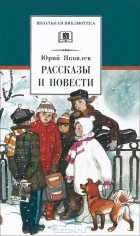 ШКОЛЬНАЯ БИБЛИОТЕКА
Юрий Яковлев
РАССКАЗЫ
И ПОВЕСТИ